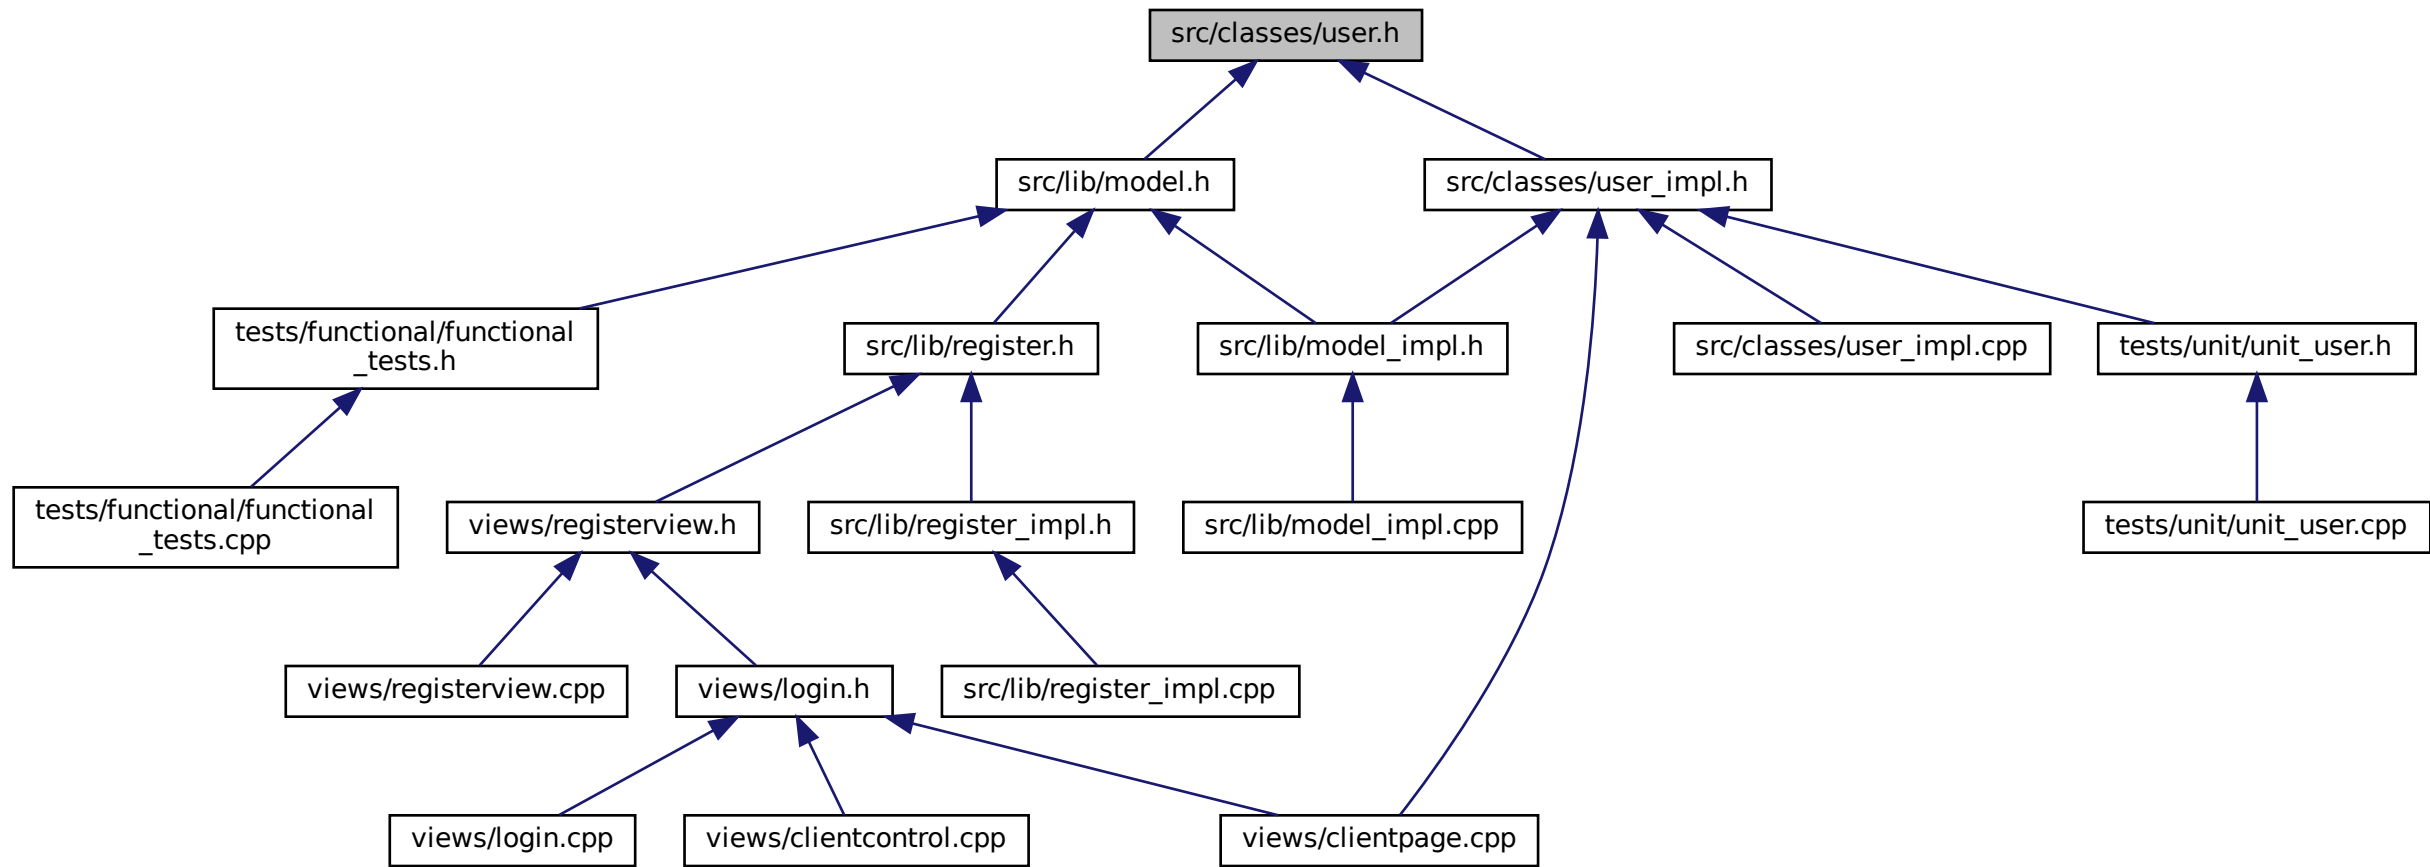 src/classes/user.h
src/lib/model.h
src/classes/user_impl.h
tests/functional/functional
_tests.h
src/lib/register.h
src/lib/model_impl.h
src/classes/user_impl.cpp
tests/unit/unit_user.h
tests/functional/functional
_tests.cpp
views/registerview.h
src/lib/register_impl.h
src/lib/model_impl.cpp
tests/unit/unit_user.cpp
views/registerview.cpp
views/login.h
src/lib/register_impl.cpp
views/login.cpp
views/clientcontrol.cpp
views/clientpage.cpp